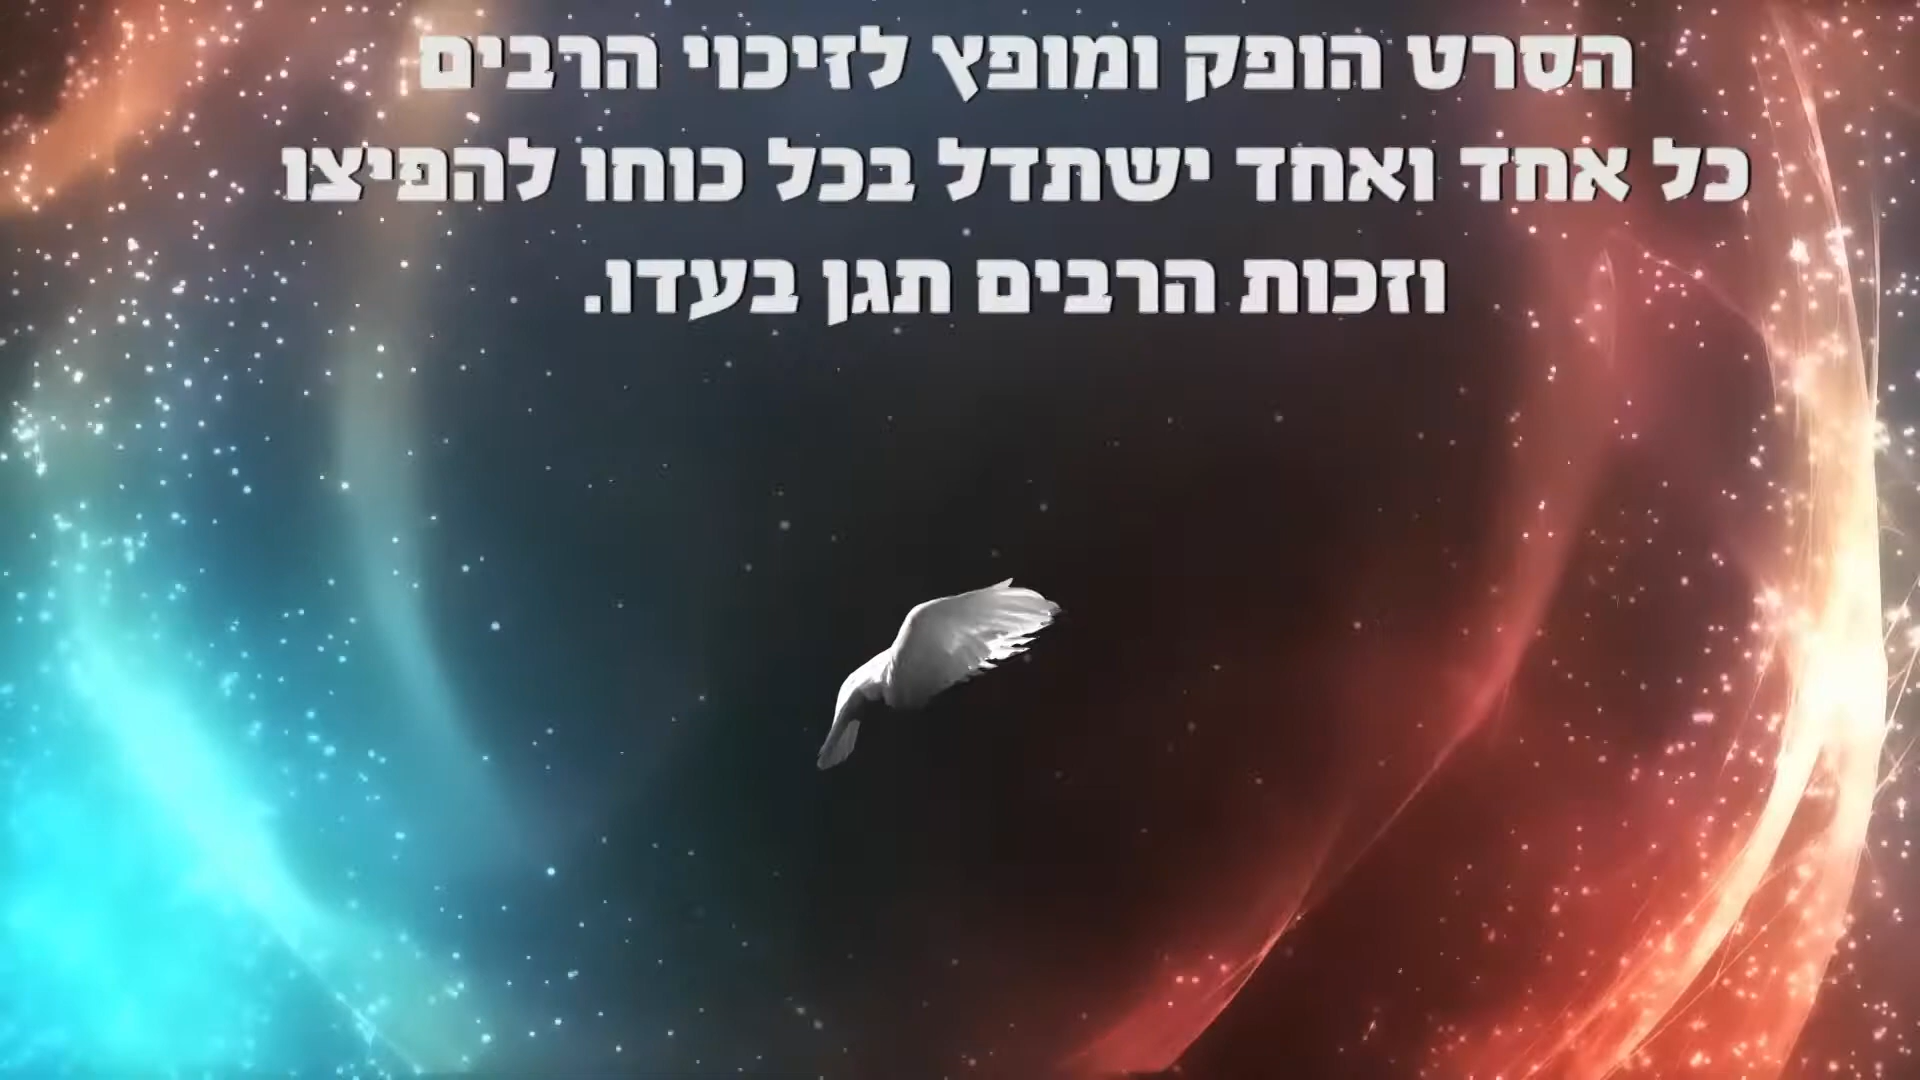 הסרט הופק ומופץ לזיכוי הרבים
כל אחד ואחד ישתדל בכל כוחו להפיצו
וזכות הרבים תגן בעדו.